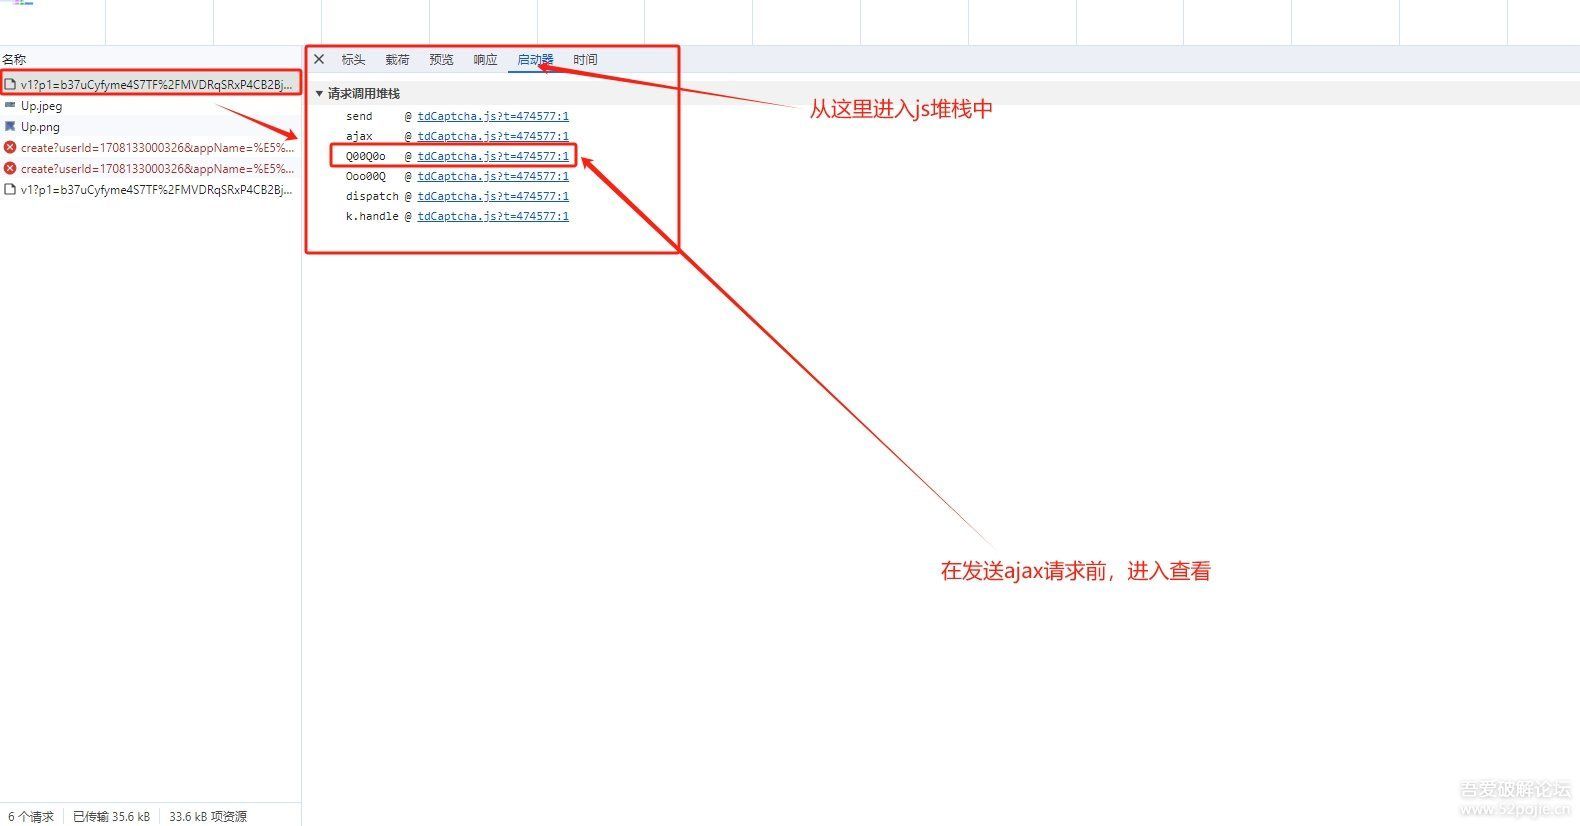 名称
v1?p1=b37uCyfyme4S7TF%2FMVDRqSRxP4CB2Bj...
Up.jpeg
Up.png
create?userId=1708133000326&appName=%E5%...
create?userId=1708133000326&appName=%E5%...
v1?p1=b37uCyfyme4S7TF%2FMVDRqSRxP4CB2Bj...
标头 载荷 预览 响应 启动器 时间
请求调用堆栈
send @ tdCaptcha.js?t=474577:1
ajax @ tdCaptcha.js?t=474577:1
Q00Q0o @ tdCaptcha.js?t=474577:1
Ooo00Q @ tdCaptcha.js?t=474577:1
dispatch @ tdCaptcha.js?t=474577:1
k.handle @ tdCaptcha.js?t=474577:1
从这里进入js堆栈中
在发送ajax请求前，进入查看
6 个请求 已传输 35.6 kB 33.6 kB 项资源
吾爱破解论坛
www.52pojie.cn